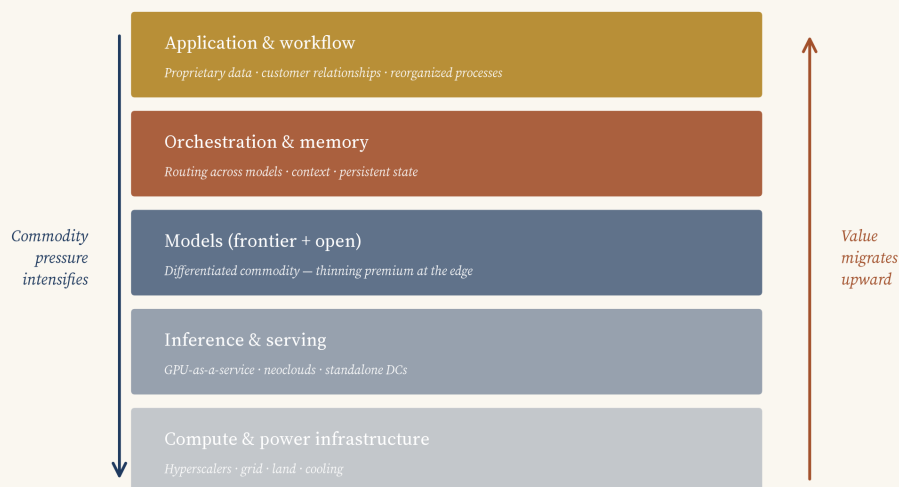 Application & workflow
Proprietary data · customer relationships · reorganized processes
Orchestration & memory
Routing across models · context · persistent state
Commodity
pressure
intensifies
Models (frontier + open)
Differentiated commodity — thinning premium at the edge
Value
migrates
upward
Inference & serving
GPU-as-a-service · neoclouds · standalone DCs
Compute & power infrastructure
Hyperscalers · grid · land · cooling